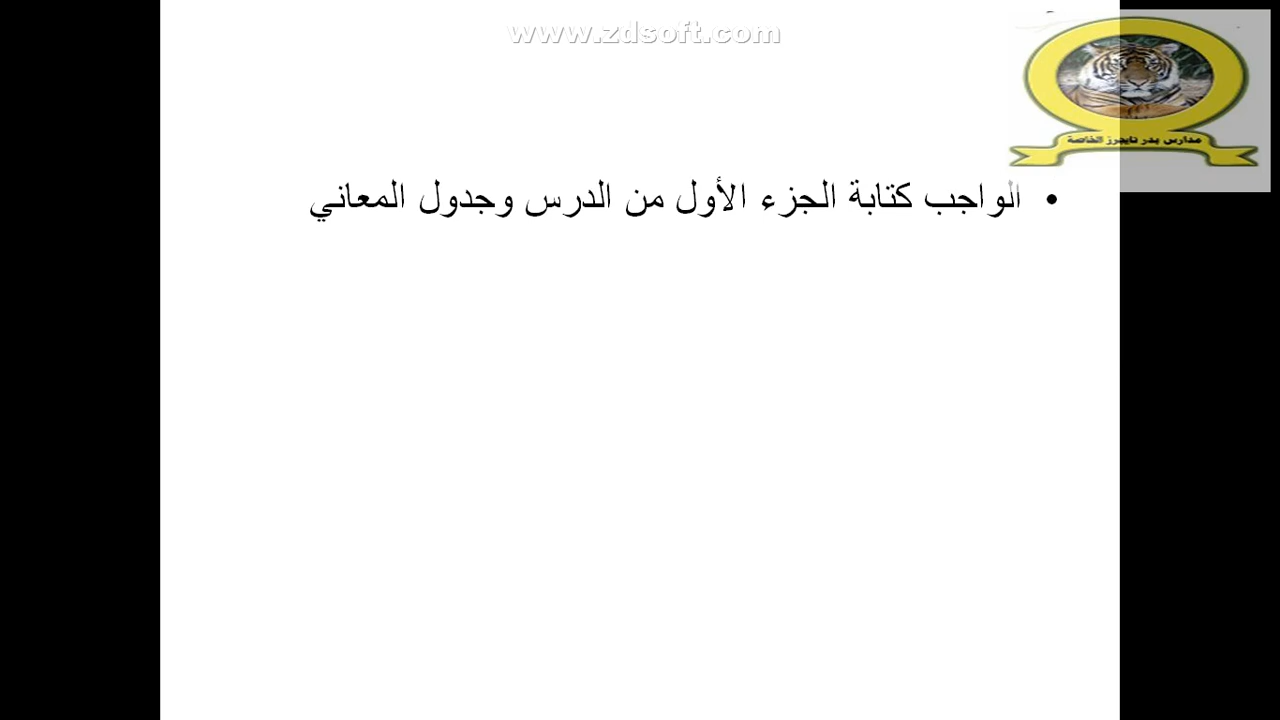 www.zdsoft.com
مدارس بدر تايجرز الخاصة
• الواجب كتابة الجزء الأول من الدرس وجدول المعاني